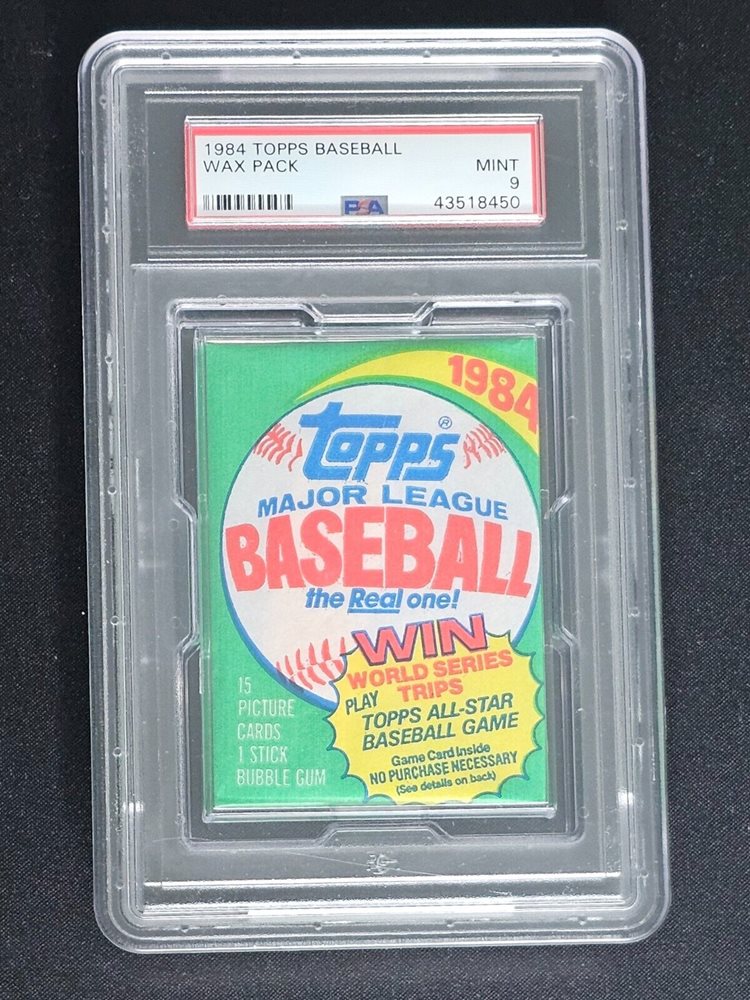 1984 TOPPS BASEBALL
WAX PACK
MINT
9
PSA
43518450
1984
Topps®
MAJOR LEAGUE
BASEBALL
the Real one!
WIN
WORLD SERIES
TRIPS
PLAY
TOPPS ALL-STAR
BASEBALL GAME
Game Card Inside
NO PURCHASE NECESSARY
(See details on back)
15
PICTURE
CARDS
1 STICK
BUBBLE GUM